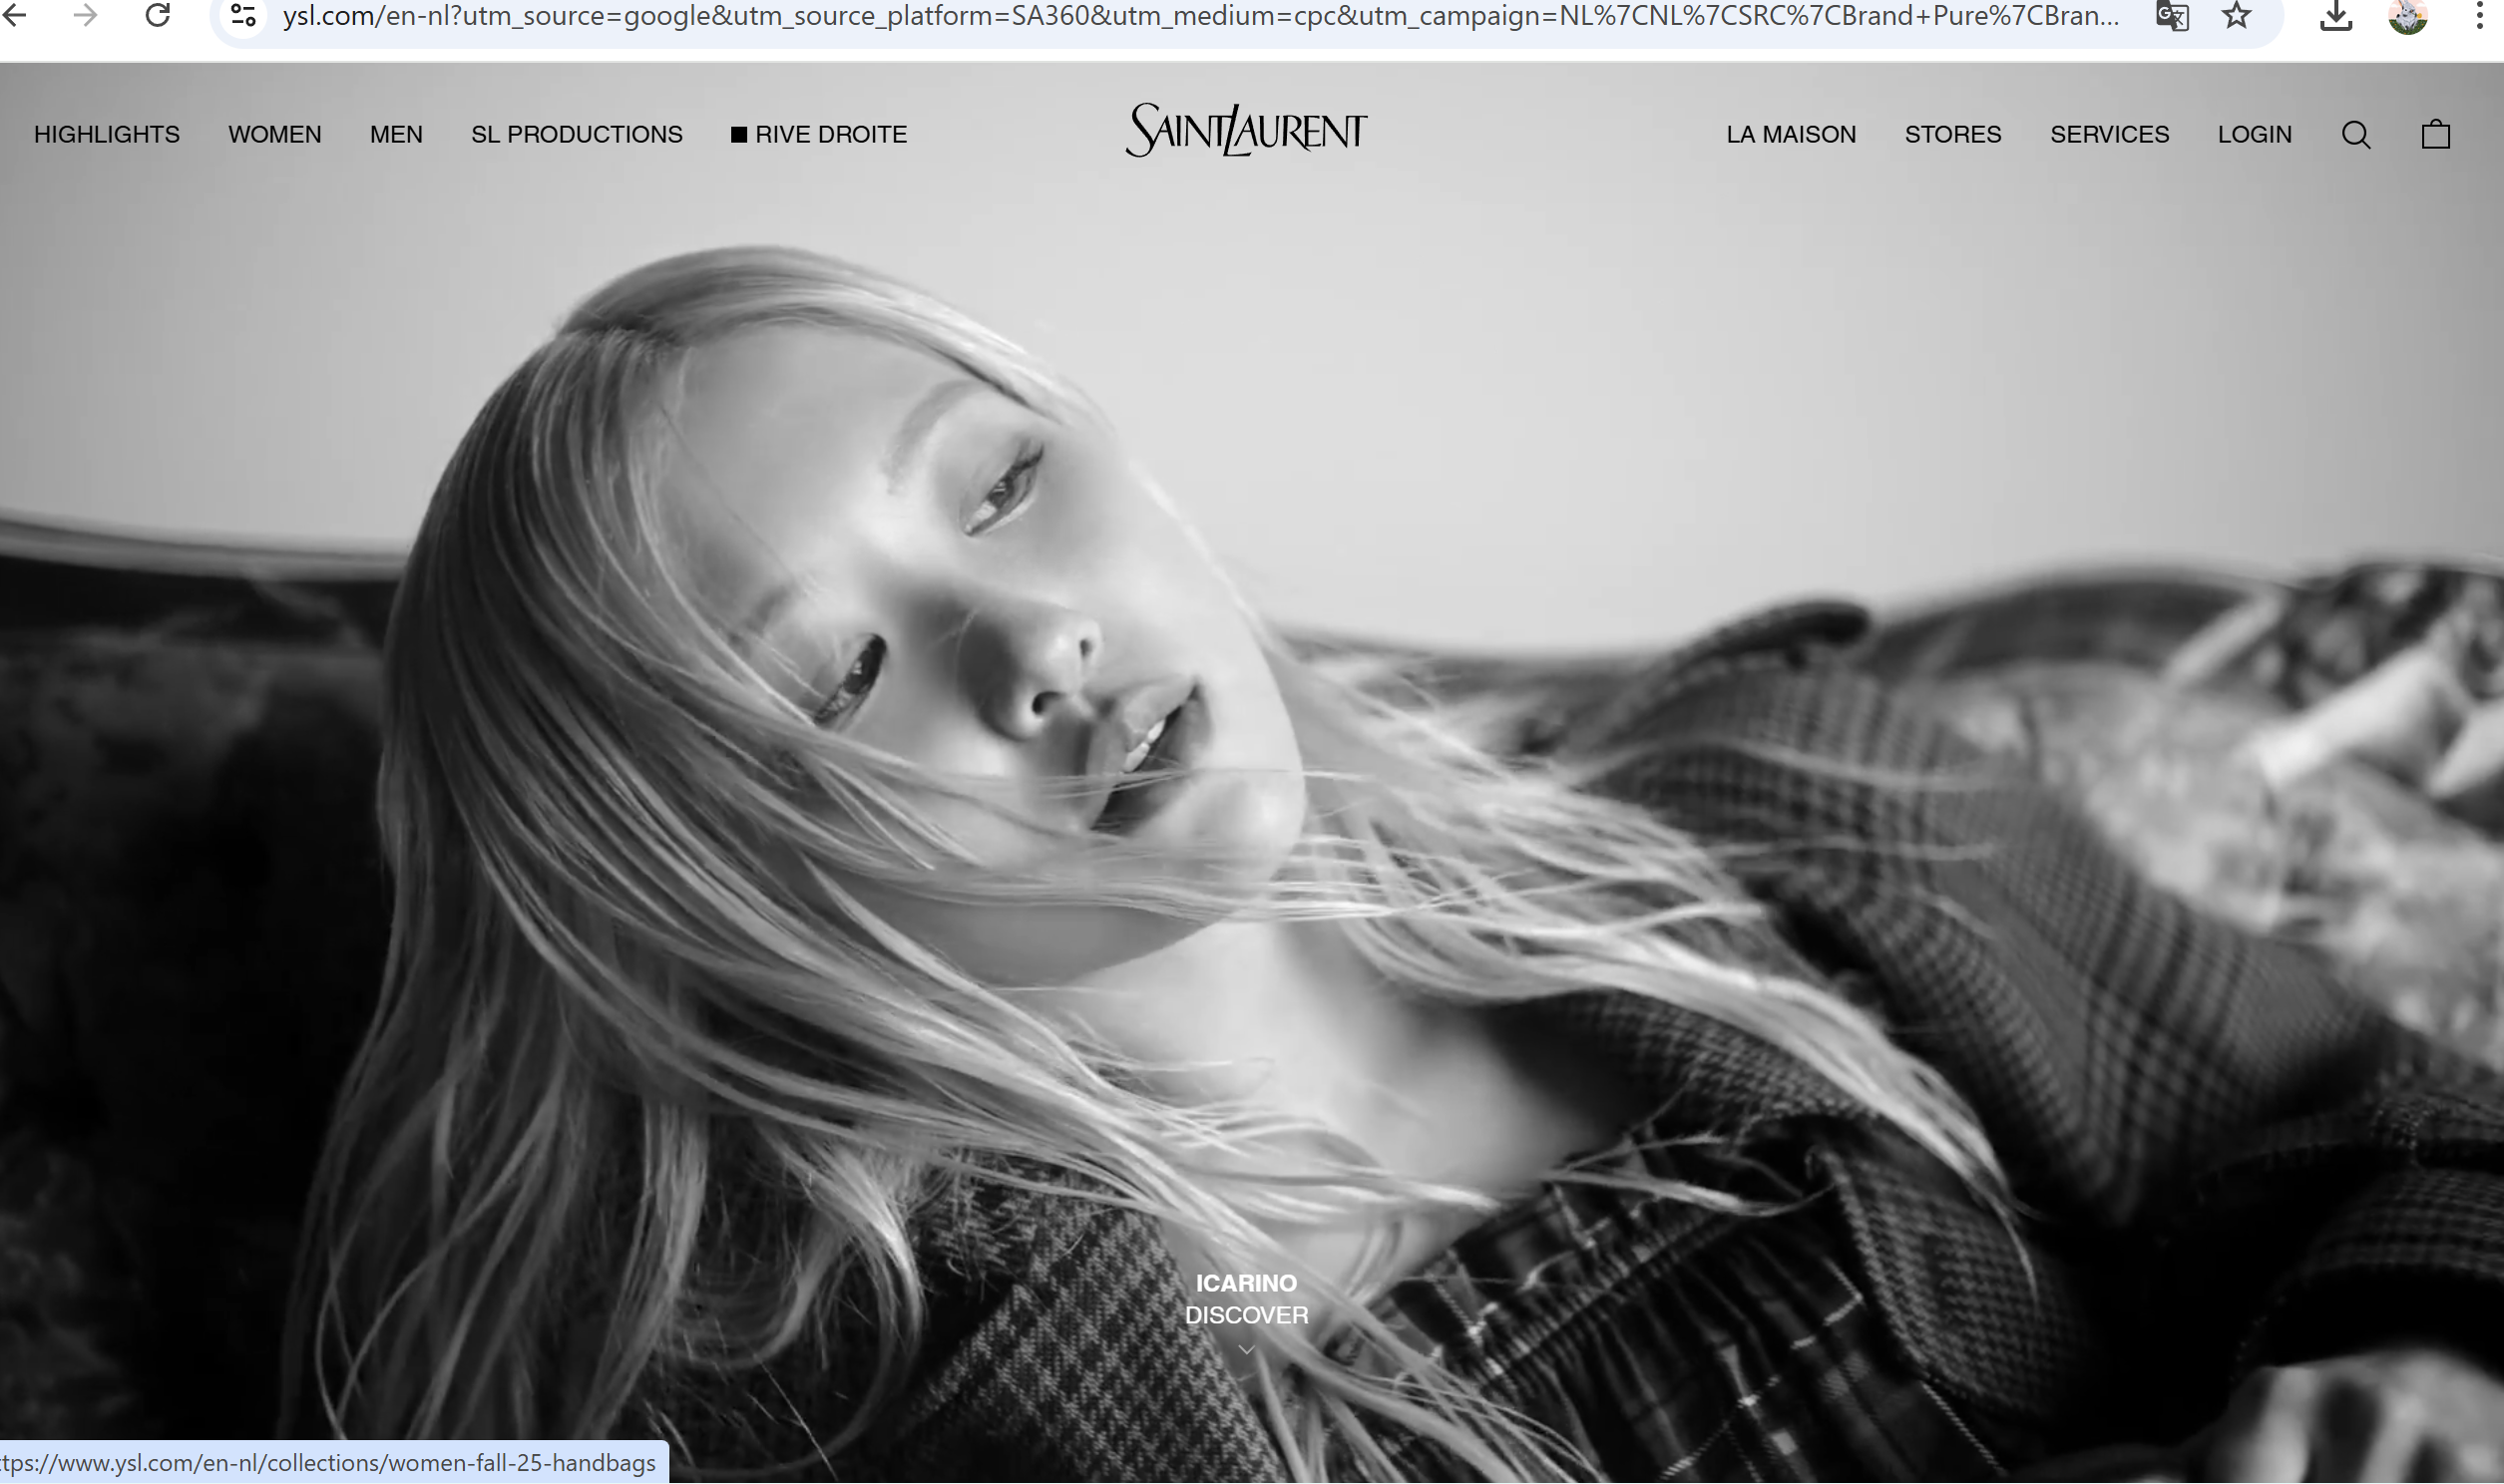 ysl.com/en-nl?utm_source=google&utm_source_platform=SA360&utm_medium=cpc&utm_campaign=NL%7CNL%7CSRC%7CBrand+Pure%7CBran...
HIGHLIGHTS WOMEN MEN SL PRODUCTIONS RIVE DROITE SAINT LAURENT LA MAISON STORES SERVICES LOGIN
ICARINO
DISCOVER
tps://www.ysl.com/en-nl/collections/women-fall-25-handbags